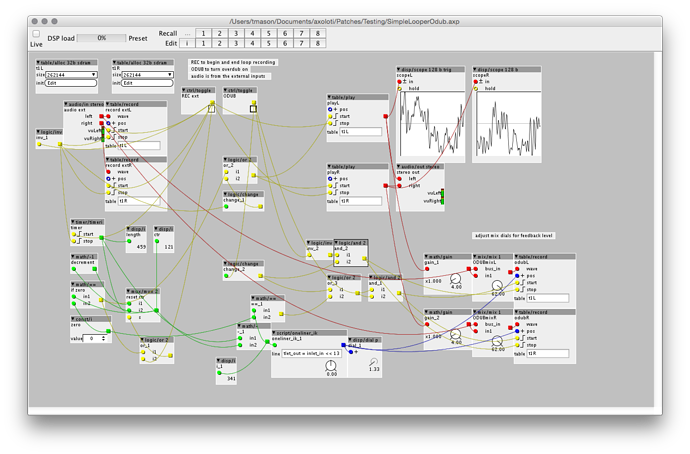 /Users/tmason/Documents/axoloti/Patches/Testing/SimpleLooperOdub.axp
Live
DSP load
0%
PRESET
Recall
... 1 2 3 4 5 6 7 8
Edit
i 1 2 3 4 5 6 7 8
table/alloc 32b sdram
t1L
size 262144
init Edit
table/alloc 32b sdram
t1R
size 262144
init Edit
REC to begin and end loop recording
ODUB to turn overdub on
audio is from the external inputs
ctrl/toggle
REC ext
ctrl/toggle
ODUB
audio/in stereo
audio ext
left
right
vuLeft
vuRight
table/record
record extL
wave
pos
start
stop
table t1L
logic/inv
inv_1
table/record
record extR
wave
pos
start
stop
table t1R
logic/or 2
or_2
i1
i2
logic/change
change_1
table/play
playL
pos
start
stop
table t1L
table/play
playR
pos
start
stop
table t1R
disp/scope 128 b trig
scopeL
in
hold
disp/scope 128 b
scopeR
in
hold
audio/out stereo
stereo out
left
right
vuLeft
vuRight
timer
start
stop
disp/i
length
459
disp/i
ctr
121
math/-1
decrement
math/==
if zero
in1
in2
const/i
zero
value 0
misc/mux 2
reset ctr
i1
i2
s
logic/or 2
or_1
i1
i2
logic/change
change_2
logic/inv
inv_2
logic/and 2
and_2
i1
i2
logic/or 2
i1
i2
logic/and 2
and_1
i1
i2
math/==
==_1
in1
in2
math/-
-_1
in1
in2
disp/i
i_1
341
script/oneliner_ik
oneliner_ik_1
line outlet_out = inlet_in << 13
0.00
disp/dial p
dial_1
1.33
adjust mix dials for feedback level
math/gain
gain_1
x1.000
4.00
mix/mix 1
ODUBmixL
bus_in
in1
62.00
table/record
odubL
wave
pos
start
stop
table t1L
math/gain
gain_2
x1.000
4.00
mix/mix 1
ODUBmixR
bus_in
in1
62.00
table/record
odubR
wave
pos
start
stop
table t1R